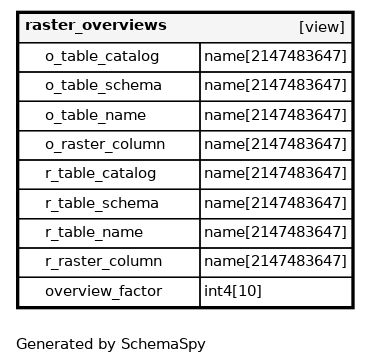 raster_overviews [view]
o_table_catalog name[2147483647]
o_table_schema name[2147483647]
o_table_name name[2147483647]
o_raster_column name[2147483647]
r_table_catalog name[2147483647]
r_table_schema name[2147483647]
r_table_name name[2147483647]
r_raster_column name[2147483647]
overview_factor int4[10]
Generated by SchemaSpy